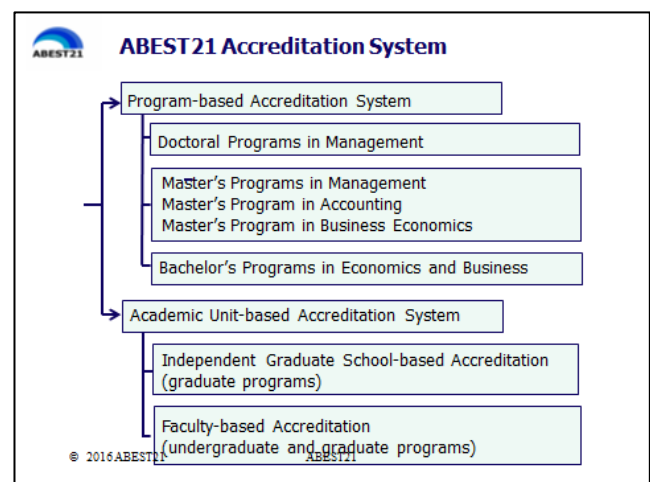 ABEST21
ABEST21 Accreditation System
Program-based Accreditation System
Doctoral Programs in Management
Master's Programs in Management
Master's Program in Accounting
Master's Program in Business Economics
Bachelor's Programs in Economics and Business
Academic Unit-based Accreditation System
Independent Graduate School-based Accreditation
(graduate programs)
Faculty-based Accreditation
(undergraduate and graduate programs)
© 2016 ABEST21 ABEST21